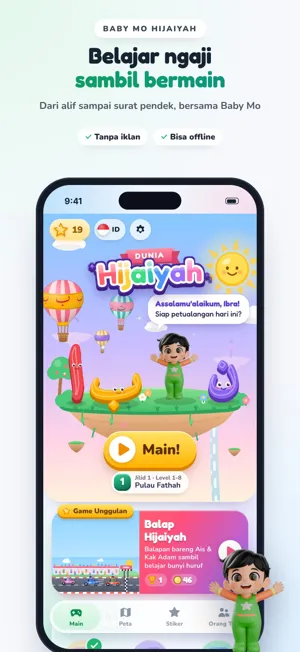 BABY MO HIJAIYAH
Belajar ngaji
sambil bermain
Dari alif sampai surat pendek, bersama Baby Mo
✓ Tanpa iklan
✓ Bisa offline
9:41
19
ID
DUNIA
Hijaiyah
Assalamu'alaikum, Ibra!
Siap petualangan hari ini?
Main!
1
Jilid 1 · Level 1-8
Pulau Fathah
Game Unggulan
Balap
Hijaiyah
Balapan bareng Ais &
Kak Adam sambil
belajar bunyi huruf
1
46
Main
Peta
Stiker
Orang T